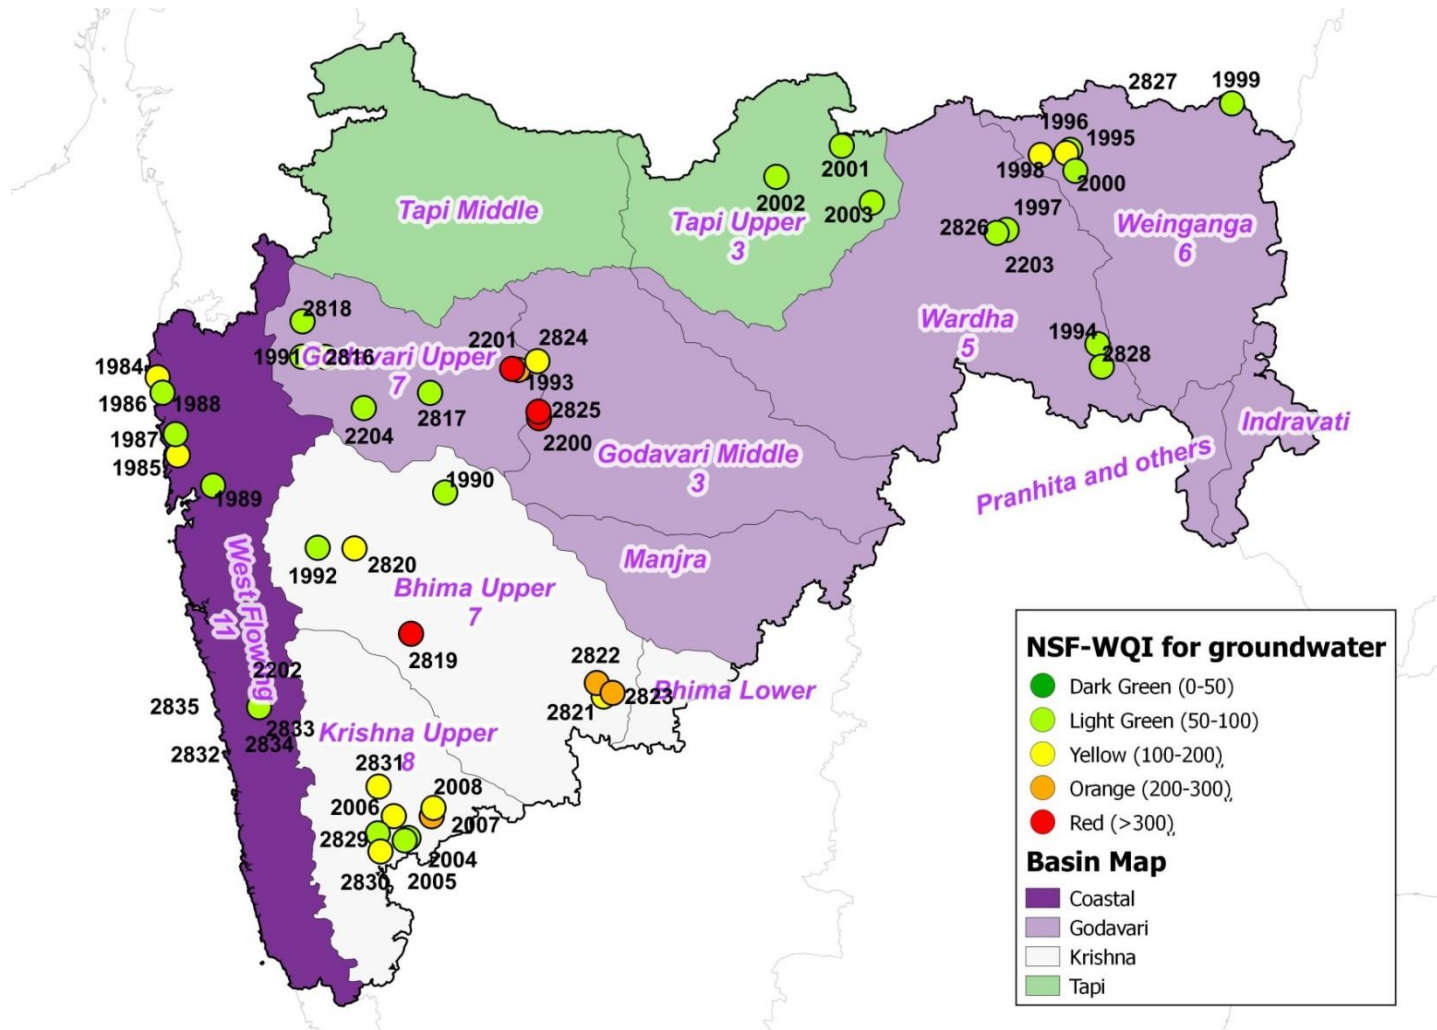 2827
1999
1996
1995
1998
2000
2001
2002
2003
Tapi Middle
Tapi Upper
3
1997
2826
2203
Weinganga
6
2818
1991
2816
Godavari Upper
7
2201
2824
1993
2825
2200
2204
2817
Wardha
5
1994
2828
1984
1986
1988
1987
1985
1989
Godavari Middle
3
Indravati
Pranhita and others
1990
Manjra
1992
2820
Bhima Upper
7
West Flowing
11
2819
2202
2835
2833
2834
2832
2822
2821
2823
Bhima Lower
Krishna Upper
8
2831
2006
2008
2007
2829
2004
2830
2005
NSF-WQI for groundwater
Dark Green (0-50)
Light Green (50-100)
Yellow (100-200)
Orange (200-300)
Red (>300)
Basin Map
Coastal
Godavari
Krishna
Tapi